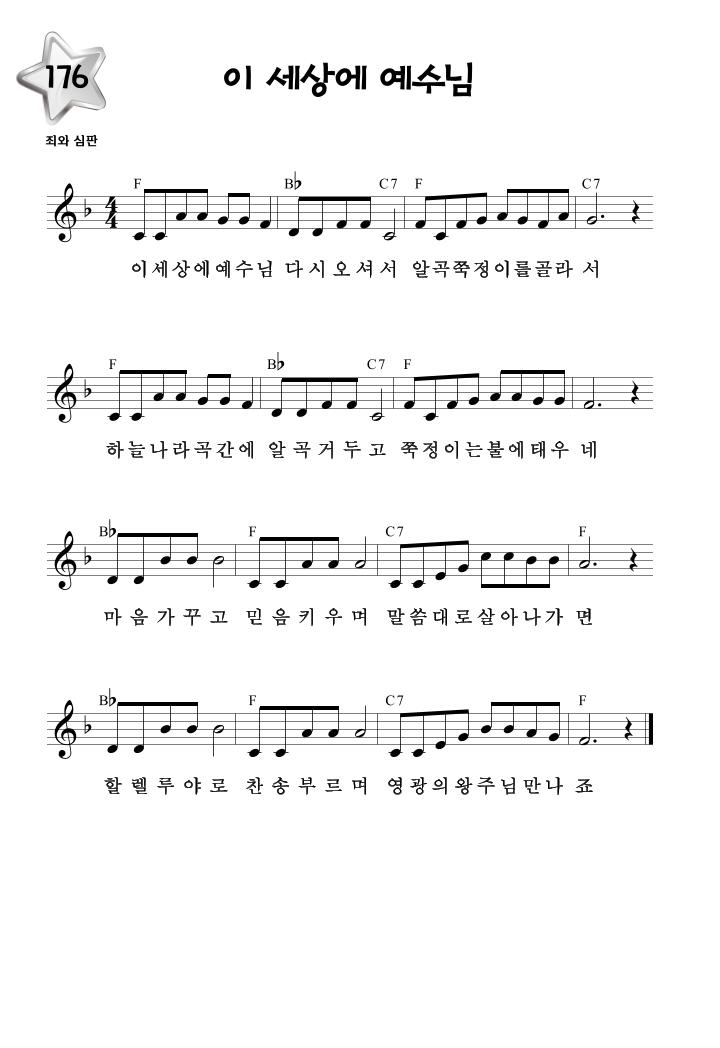 176
이 세상에 예수님
죄와 심판
F B♭ C7 F C7
이세상에예수님 다시오셔서 알곡쭉정이를골라서
F B♭ C7 F
하늘나라곡간에 알곡거두고 쭉정이는불에태우네
B♭ F C7 F
마음가꾸고 믿음키우며 말씀대로살아나가면
B♭ F C7 F
할렐루야로 찬송부르며 영광의왕주님만나죠